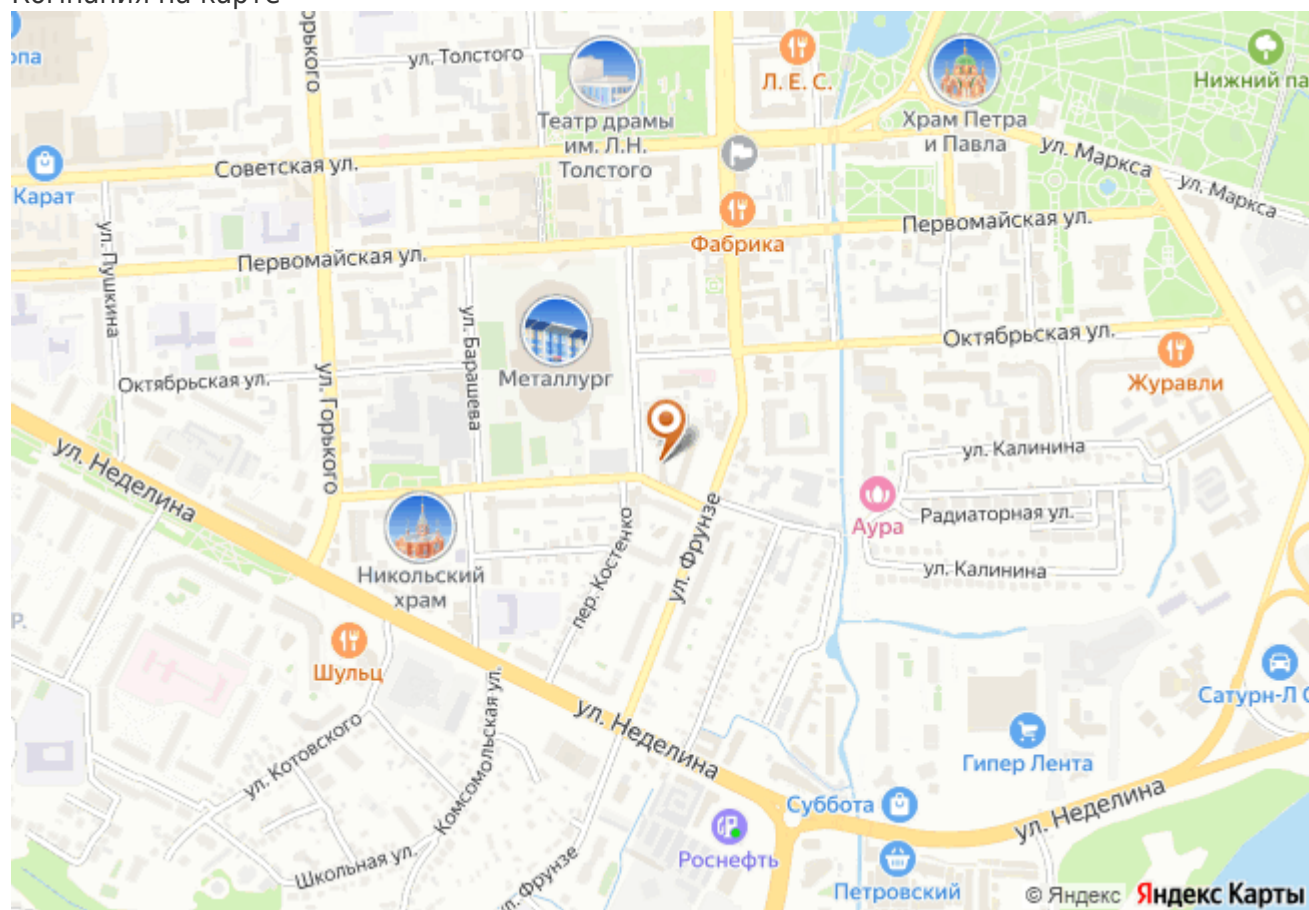 Компания на карте
ул. Толстого
Л. Е. С.
Театр драмы
им. Л.Н.
Толстого
Храм Петра
и Павла
Нижний па
ул. Маркса
ул. Маркса
Карат
Советская ул.
Фабрика
Первомайская ул.
Первомайская ул.
ул. Пушкина
ул. Барашева
Металлург
Октябрьская ул.
Октябрьская ул.
Журавли
ул. Горького
ул. Неделина
ул. Калинина
Аура
Радиаторная ул.
ул. Калинина
Никольский
храм
пер. Костенко
ул. Фрунзе
Шульц
ул. Котовского
Комсомольская ул.
ул. Неделина
Сатурн-Л
Гипер Лента
Суббота
ул. Неделина
Роснефть
Школьная ул.
ул. Фрунзе
Петровский
© Яндекс Яндекс Карты